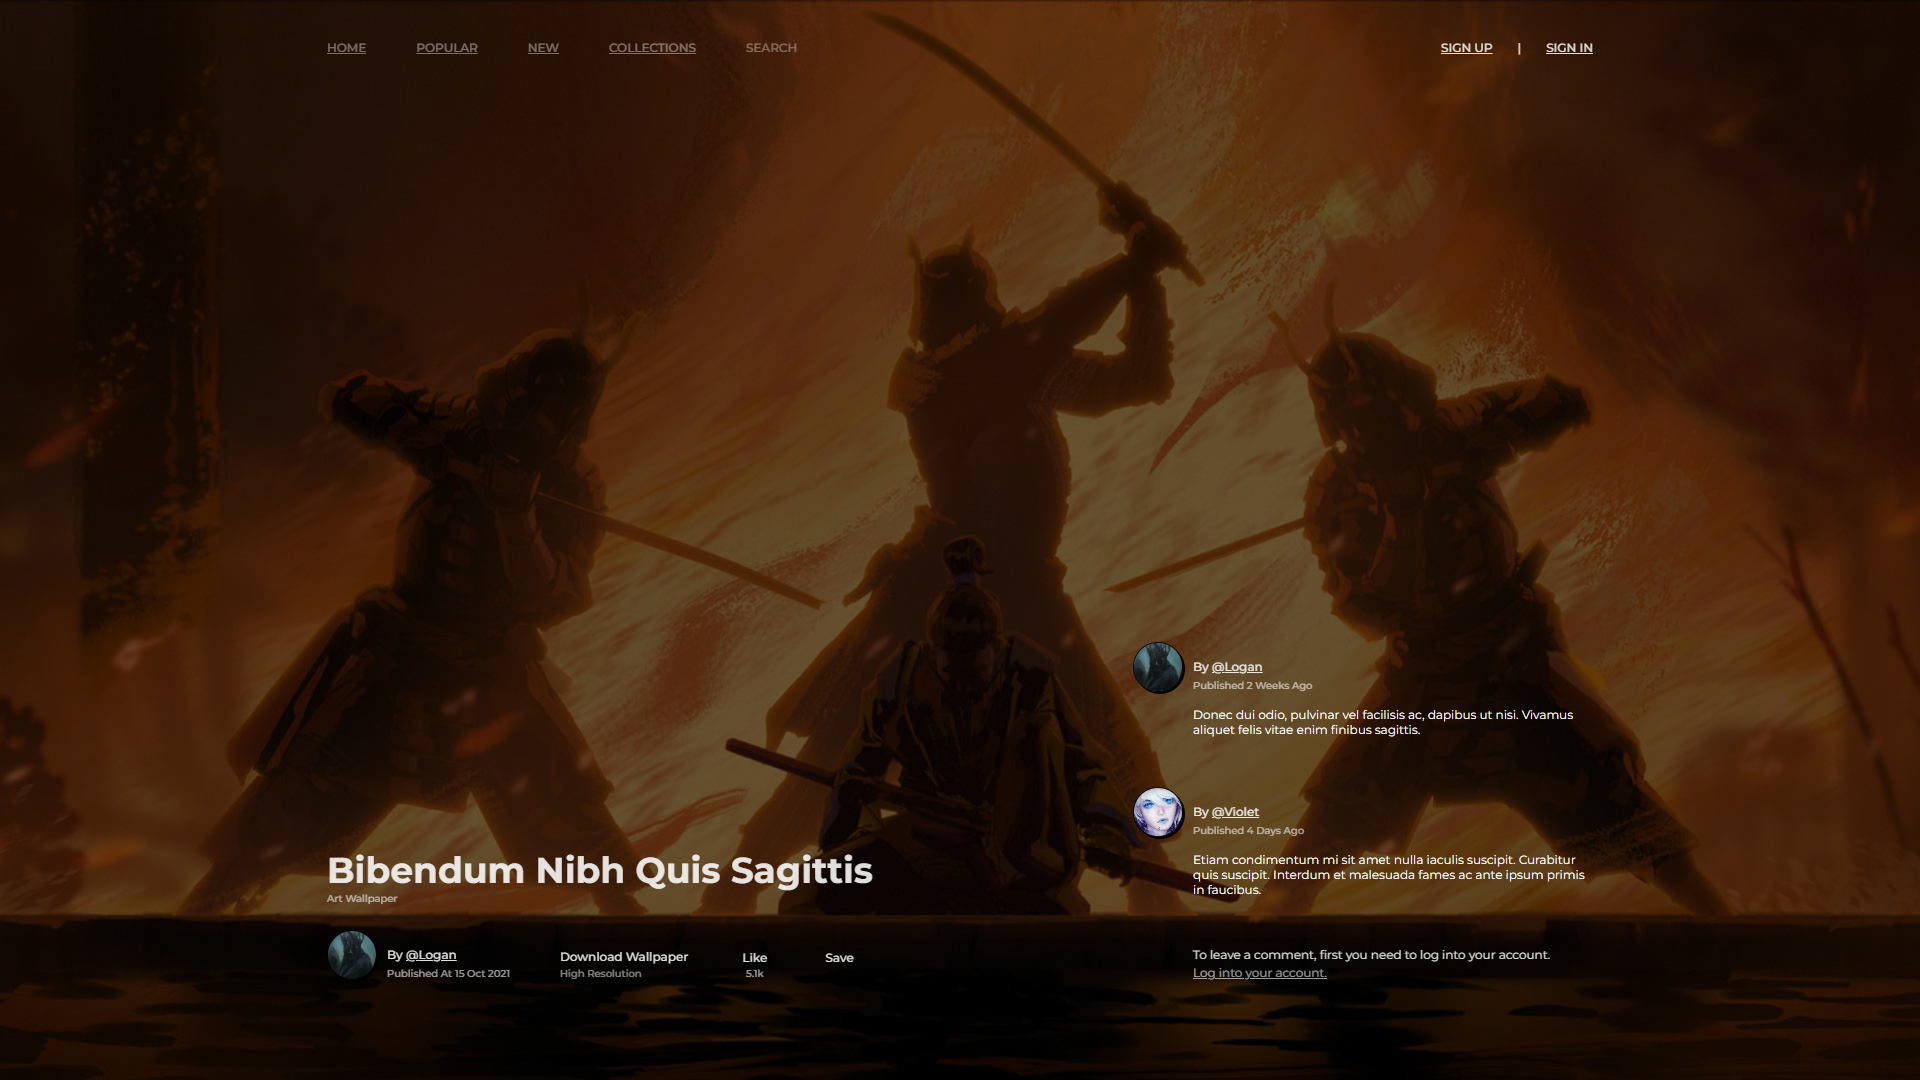 HOME POPULAR NEW COLLECTIONS SEARCH SIGN UP | SIGN IN
By @Logan
Published 2 Weeks Ago
Donec dui odio, pulvinar vel facilisis ac, dapibus ut nisi. Vivamus
aliquet felis vitae enim finibus sagittis.
By @Violet
Published 4 Days Ago
Etiam condimentum mi sit amet nulla iaculis suscipit. Curabitur
quis suscipit. Interdum et malesuada fames ac ante ipsum primis
in faucibus.
Bibendum Nibh Quis Sagittis
Art Wallpaper
By @Logan
Published At 15 Oct 2021
Download Wallpaper
High Resolution
Like
5.1k
Save
To leave a comment, first you need to log into your account.
Log into your account.